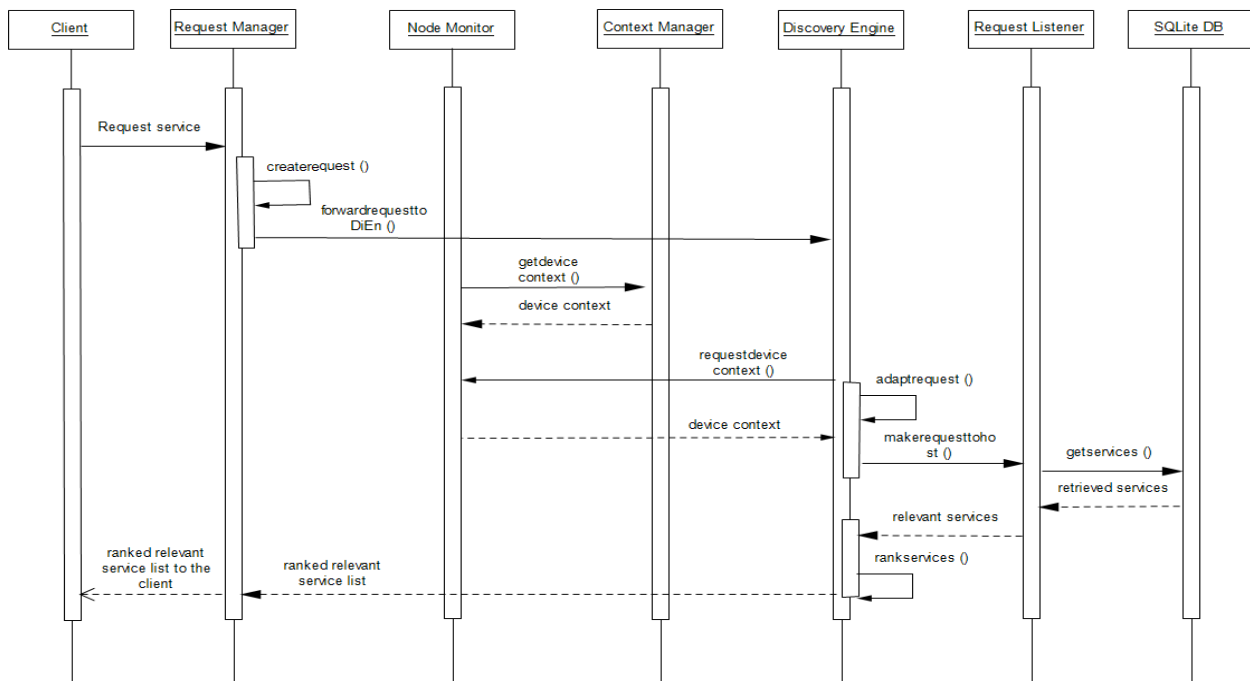 Client
Request Manager
Node Monitor
Context Manager
Discovery Engine
Request Listener
SQLite DB
Request service
createrequest ()
forwardrequestto
DiEn ()
getdevice
context ()
device context
requestdevice
context ()
adaptrequest ()
device context
makerequesttoho
st ()
getservices ()
retrieved services
relevant services
rankservices ()
ranked relevant
service list
ranked relevant
service list to the
client